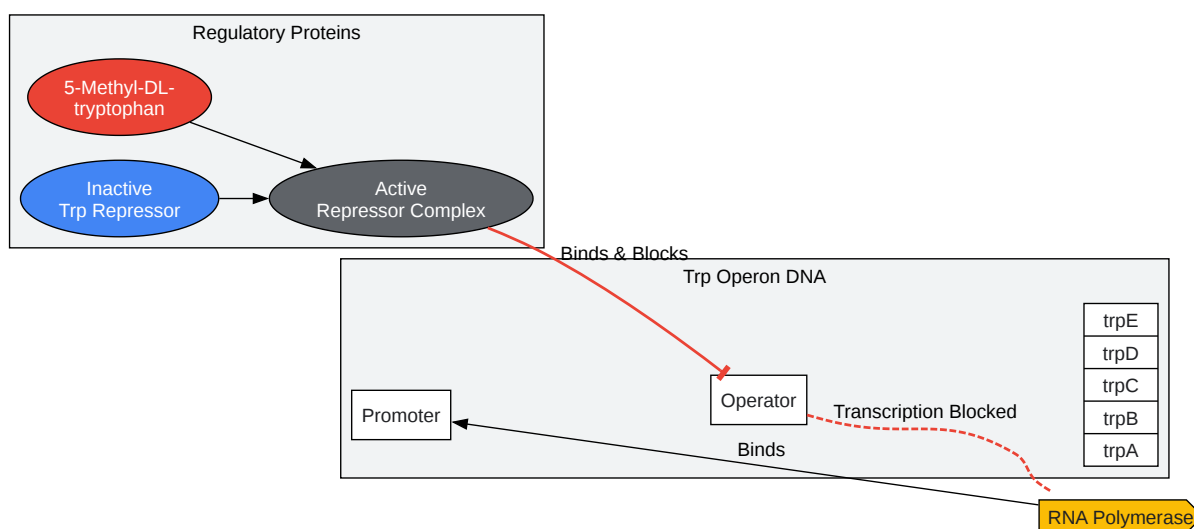 Regulatory Proteins
5-Methyl-DL-
tryptophan
Inactive
Trp Repressor
Active
Repressor Complex
Binds & Blocks
Trp Operon DNA
Promoter
Operator
Transcription Blocked
Binds
trpE
trpD
trpC
trpB
trpA
RNA Polymerase